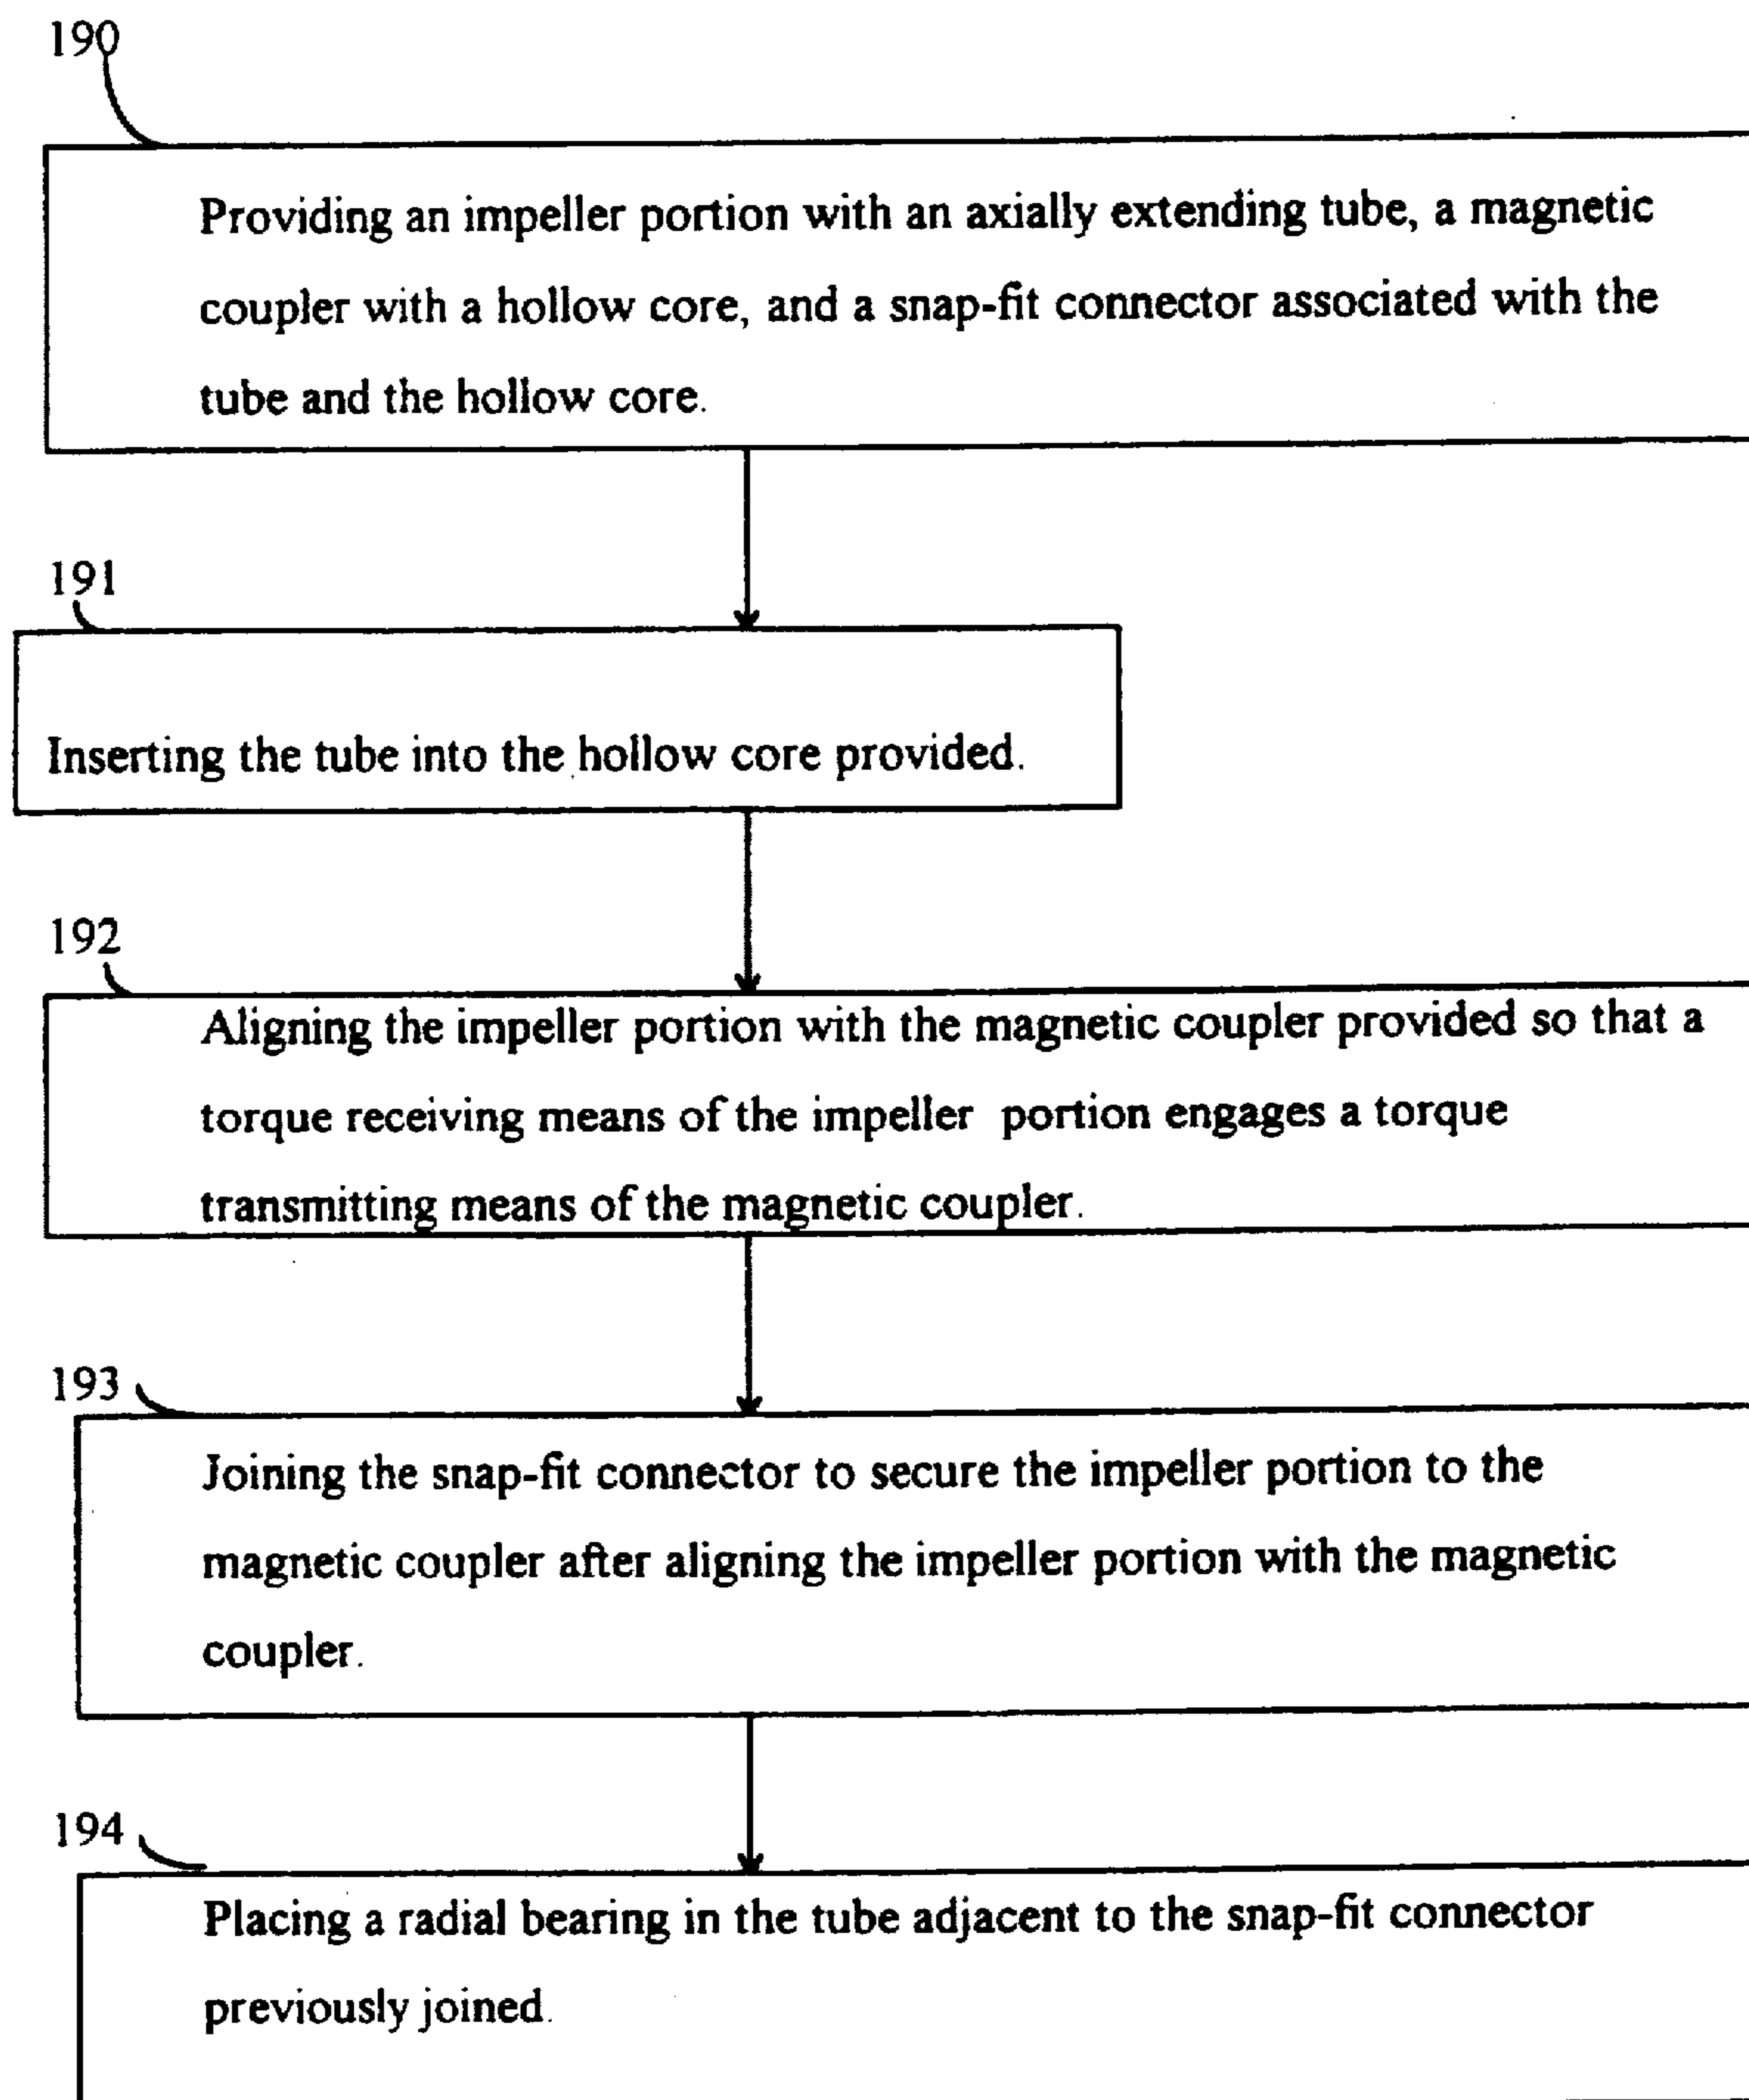 190
Providing an impeller portion with an axially extending tube, a magnetic
coupler with a hollow core, and a snap-fit connector associated with the
tube and the hollow core.
191
Inserting the tube into the hollow core provided.
192
Aligning the impeller portion with the magnetic coupler provided so that a
torque receiving means of the impeller portion engages a torque
transmitting means of the magnetic coupler.
193
Joining the snap-fit connector to secure the impeller portion to the
magnetic coupler after aligning the impeller portion with the magnetic
coupler.
194
Placing a radial bearing in the tube adjacent to the snap-fit connector
previously joined.